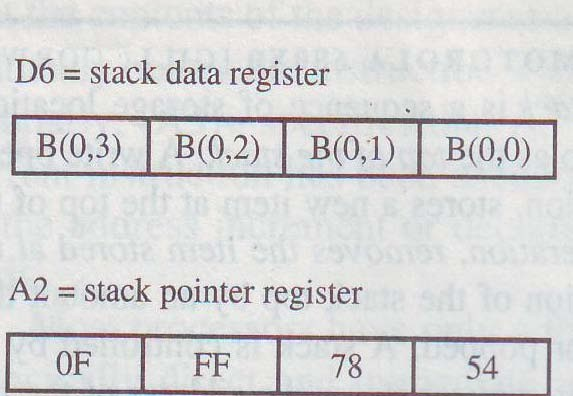 D6 = stack data register
B(0,3) B(0,2) B(0,1) B(0,0)
A2 = stack pointer register
0F FF 78 54